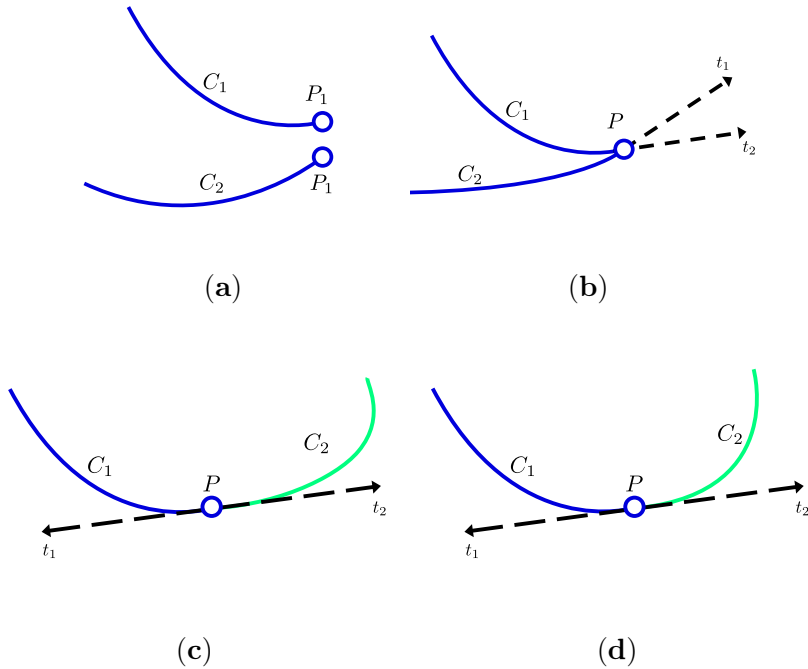 C₁
P₁
C₂
P₁
(a)
t₁
C₁
P
t₂
C₂
(b)
C₁
P
C₂
t₁
t₂
(c)
C₁
P
C₂
t₁
t₂
(d)